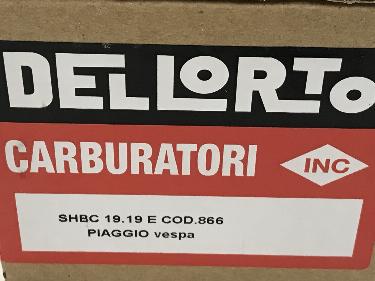 DELLORTO
CARBURATORI
INC
SHBC 19.19 E COD.866
PIAGGIO vespa